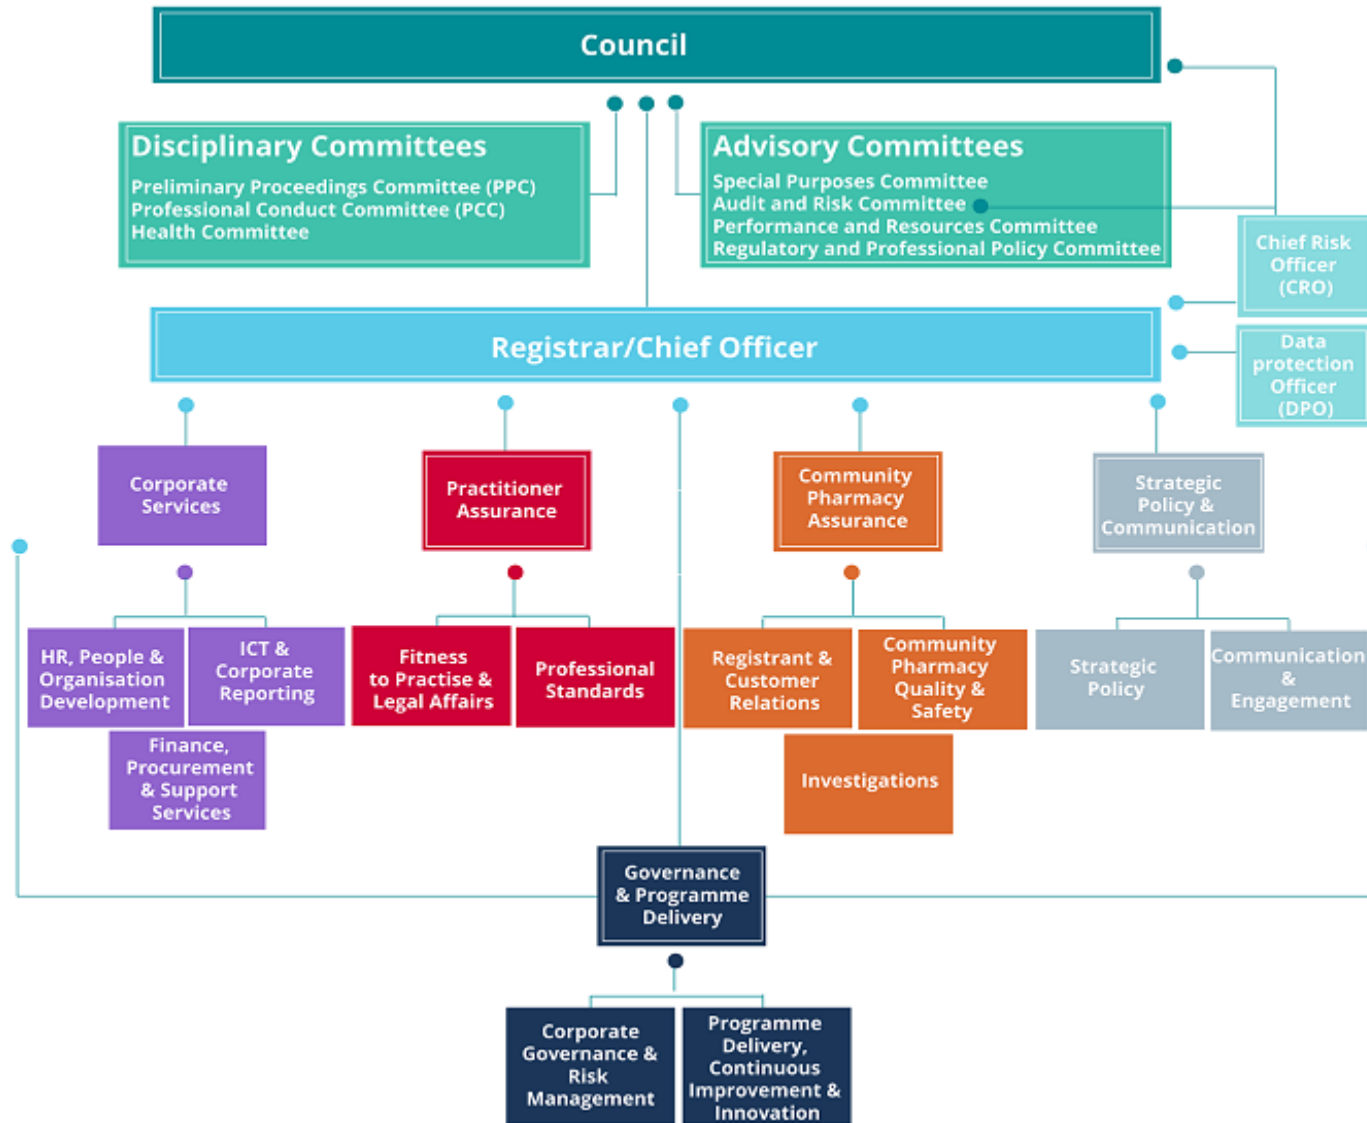 Council
Disciplinary Committees
Preliminary Proceedings Committee (PPC)
Professional Conduct Committee (PCC)
Health Committee
Advisory Committees
Special Purposes Committee
Audit and Risk Committee
Performance and Resources Committee
Regulatory and Professional Policy Committee
Chief Risk
Officer
(CRO)
Registrar/Chief Officer
Data
protection
Officer
(DPO)
Corporate
Services
Practitioner
Assurance
Community
Pharmacy
Assurance
Strategic
Policy &
Communication
HR, People &
Organisation
Development
ICT &
Corporate
Reporting
Finance,
Procurement
& Support
Services
Fitness
to Practise &
Legal Affairs
Professional
Standards
Registrant &
Customer
Relations
Community
Pharmacy
Quality &
Safety
Investigations
Strategic
Policy
Communication
&
Engagement
Governance
& Programme
Delivery
Corporate
Governance &
Risk
Management
Programme
Delivery,
Continuous
Improvement &
Innovation